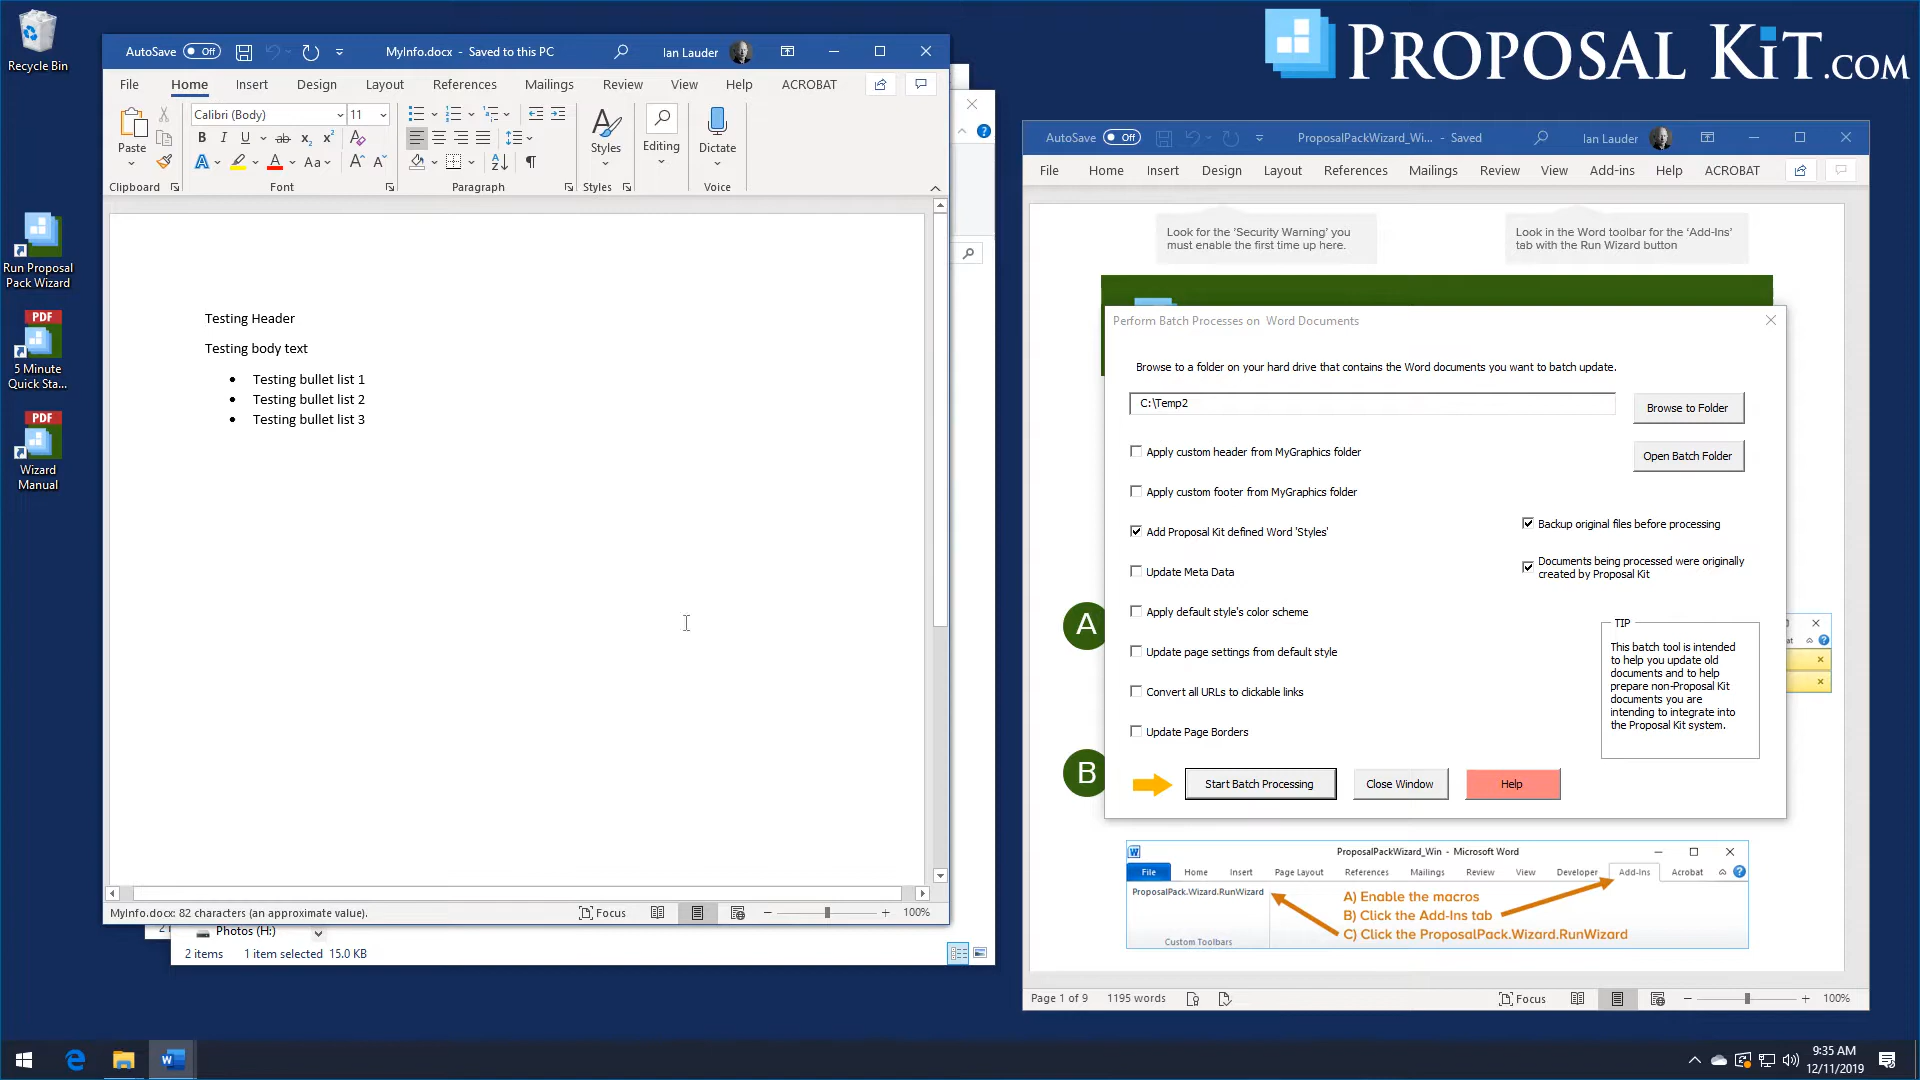 Recycle Bin
Run Proposal
Pack Wizard
PDF
5 Minute
Quick Sta...
PDF
Wizard
Manual
PROPOSAL KIT.COM
AutoSave Off
MyInfo.docx - Saved to this PC
Ian Lauder
File Home Insert Design Layout References Mailings Review View Help ACROBAT
Calibri (Body) 11
Paste
B I U ab x₂ x²
A A Aa A A
Styles
Editing
Dictate
Clipboard Font Paragraph Styles Voice
Testing Header
Testing body text
• Testing bullet list 1
• Testing bullet list 2
• Testing bullet list 3
MyInfo.docx: 82 characters (an approximate value).
Focus
100%
Photos (H:)
2 items 1 item selected 15.0 KB
AutoSave Off
ProposalPackWizard_Wi... - Saved
Ian Lauder
File Home Insert Design Layout References Mailings Review View Add-ins Help ACROBAT
Look for the 'Security Warning' you
must enable the first time up here.
Look in the Word toolbar for the 'Add-Ins'
tab with the Run Wizard button
Perform Batch Processes on Word Documents
Browse to a folder on your hard drive that contains the Word documents you want to batch update.
C:\Temp2
Browse to Folder
Open Batch Folder
Apply custom header from MyGraphics folder
Apply custom footer from MyGraphics folder
Add Proposal Kit defined Word 'Styles'
Update Meta Data
Apply default style's color scheme
Update page settings from default style
Convert all URLs to clickable links
Update Page Borders
Backup original files before processing
Documents being processed were originally
created by Proposal Kit
TIP
This batch tool is intended
to help you update old
documents and to help
prepare non-Proposal Kit
documents you are
intending to integrate into
the Proposal Kit system.
Start Batch Processing
Close Window
Help
A
B
ProposalPackWizard_Win - Microsoft Word
File Home Insert Page Layout References Mailings Review View Developer Add-Ins Acrobat
ProposalPack.Wizard.RunWizard
A) Enable the macros
B) Click the Add-Ins tab
C) Click the ProposalPack.Wizard.RunWizard
Custom Toolbars
Page 1 of 9 1195 words
Focus
100%
9:35 AM
12/11/2019